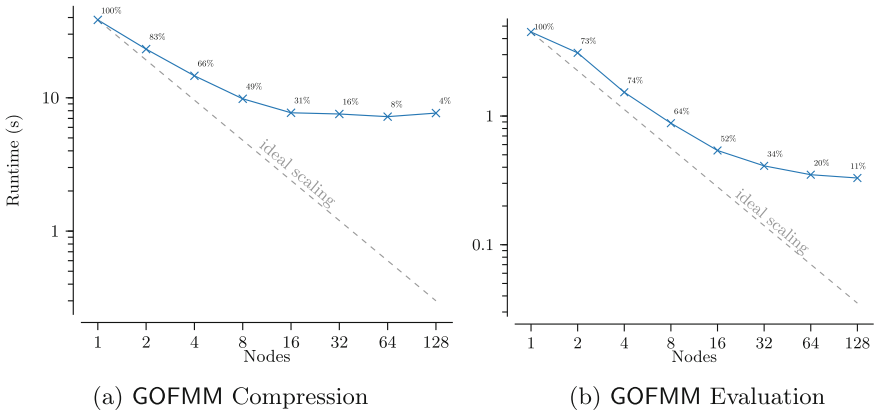 100%
83%
66%
49%
31%
16%
8%
4%
10
1
Runtime (s)
ideal scaling
1 2 4 8 16 32 64 128
Nodes
(a) GOFMM Compression
100%
73%
74%
64%
52%
34%
20%
11%
1
0.1
ideal scaling
1 2 4 8 16 32 64 128
Nodes
(b) GOFMM Evaluation